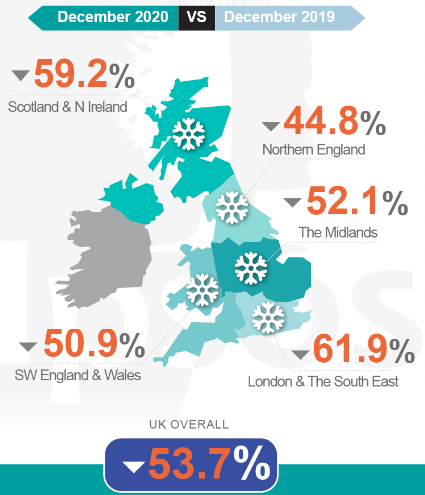 December 2020 VS December 2019
▼59.2%
Scotland & N Ireland
▼44.8%
Northern England
▼52.1%
The Midlands
▼50.9%
SW England & Wales
▼61.9%
London & The South East
UK OVERALL
▼53.7%